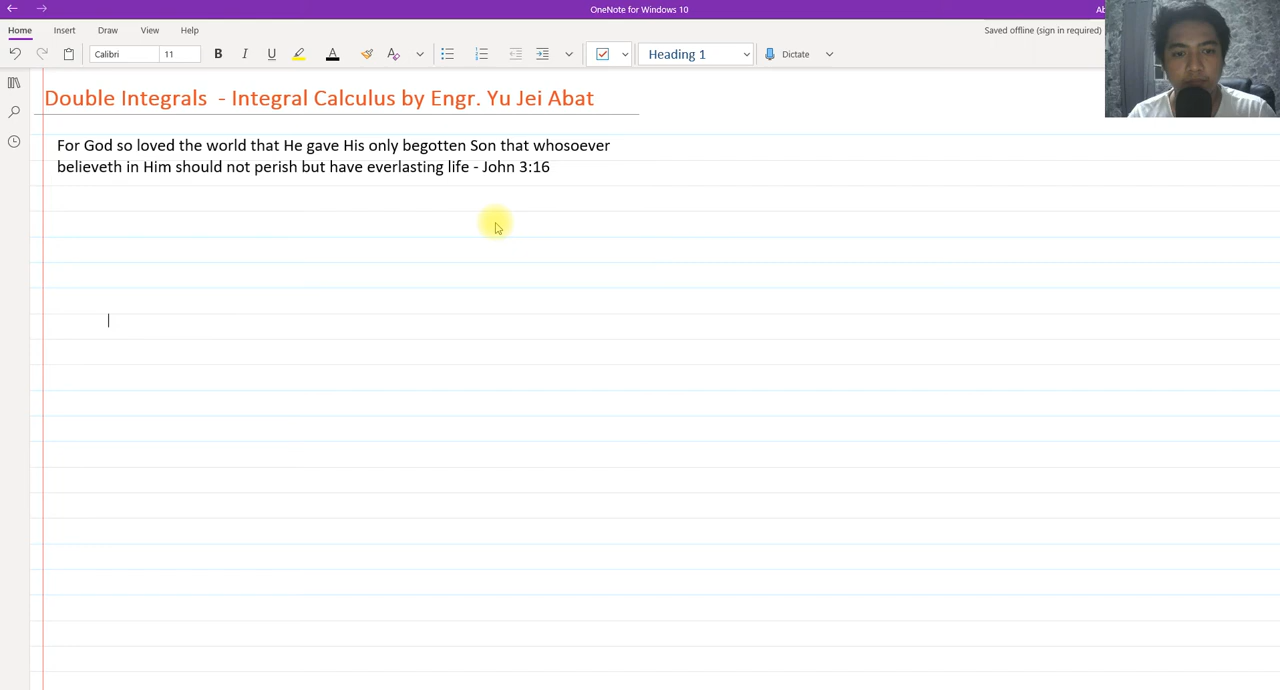 OneNote for Windows 10
Home Insert Draw View Help
Saved offline (sign in required)
Calibri 11 B I U A A Heading 1 Dictate
Double Integrals - Integral Calculus by Engr. Yu Jei Abat
For God so loved the world that He gave His only begotten Son that whosoever
believeth in Him should not perish but have everlasting life - John 3:16